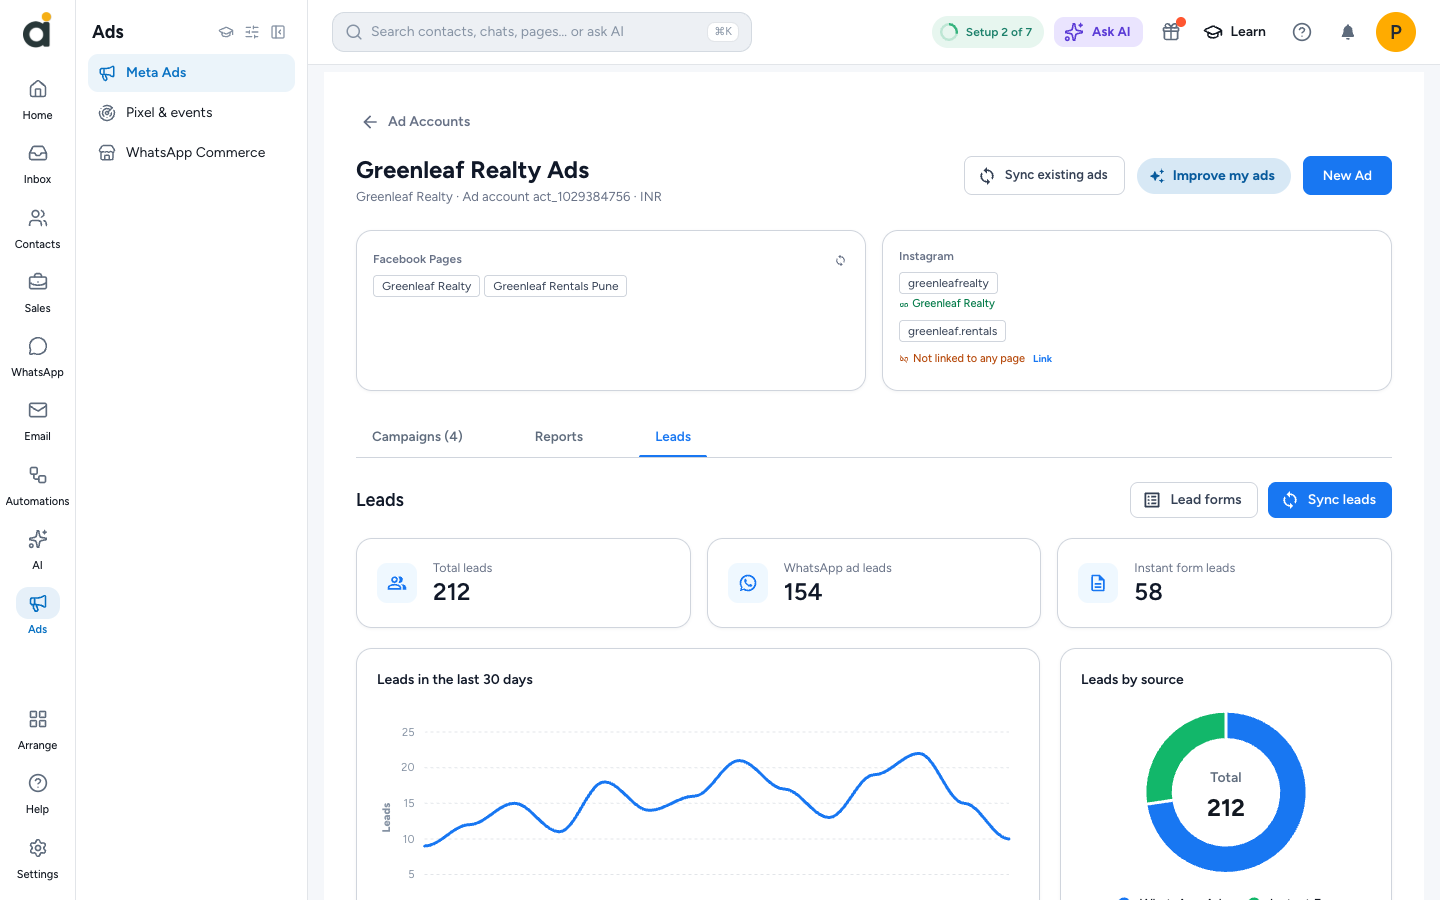 Ads
Search contacts, chats, pages... or ask AI
⌘K
Setup 2 of 7
Ask AI
Learn
P
Home
Inbox
Contacts
Sales
WhatsApp
Email
Automations
AI
Ads
Arrange
Help
Settings
Meta Ads
Pixel & events
WhatsApp Commerce
Ad Accounts
Greenleaf Realty Ads
Greenleaf Realty · Ad account act_1029384756 · INR
Sync existing ads
Improve my ads
New Ad
Facebook Pages
Greenleaf Realty
Greenleaf Rentals Pune
Instagram
greenleafrealty
Greenleaf Realty
greenleaf.rentals
Not linked to any page Link
Campaigns (4)
Reports
Leads
Leads
Lead forms
Sync leads
Total leads
212
WhatsApp ad leads
154
Instant form leads
58
Leads in the last 30 days
25
20
15
10
5
Leads
Leads by source
Total
212